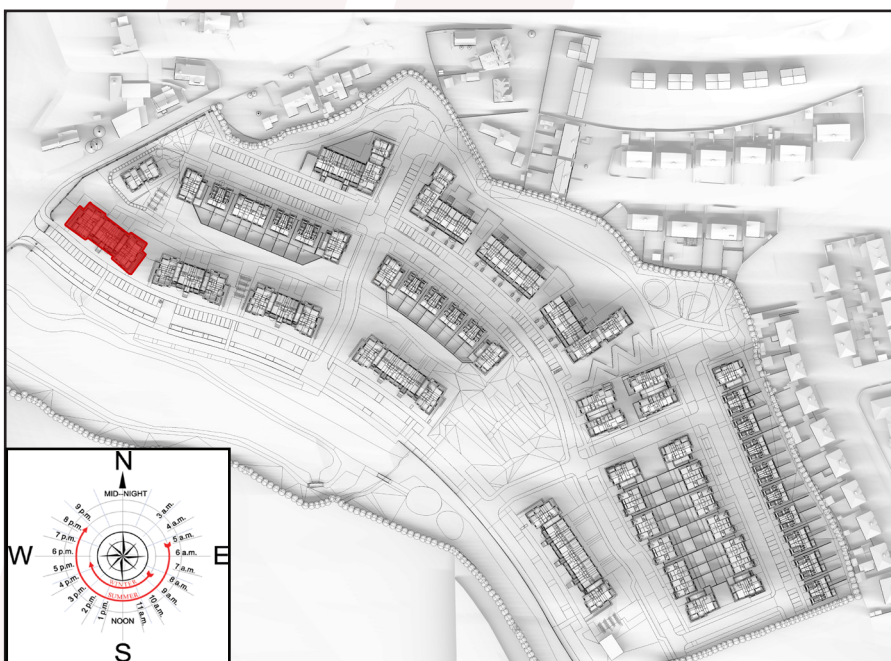 N
MID-NIGHT
9 p.m.
3 a.m.
8 p.m.
4 a.m.
7 p.m.
5 a.m.
W
6 p.m.
6 a.m.
E
5 p.m.
7 a.m.
4 p.m.
WINTER
8 a.m.
3 p.m.
SUMMER
9 a.m.
2 p.m.
10 a.m.
1 p.m.
11 a.m.
NOON
S